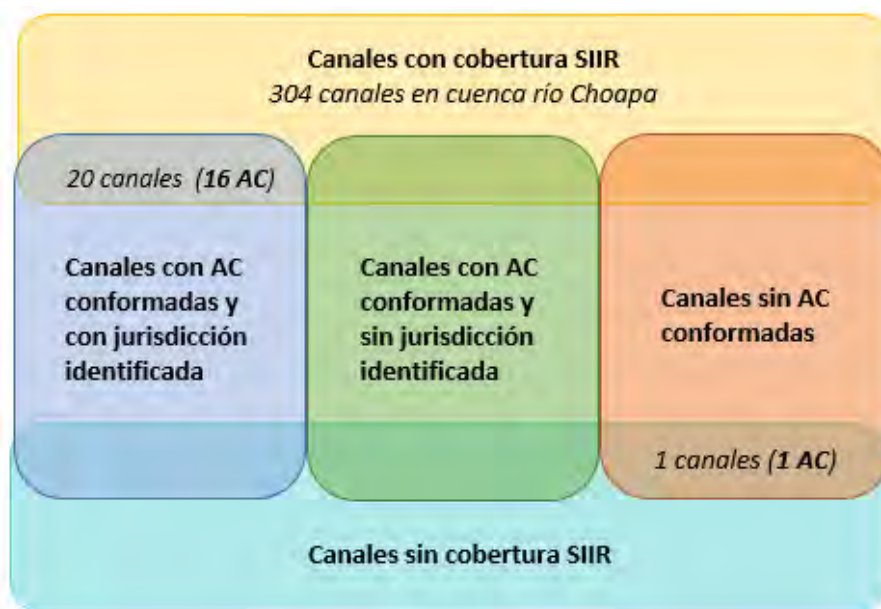 Canales con cobertura SIIR
304 canales en cuenca río Choapa
20 canales (16 AC)
Canales con AC
conformadas y
con jurisdicción
identificada
Canales con AC
conformadas y
sin jurisdicción
identificada
Canales sin AC
conformadas
1 canales (1 AC)
Canales sin cobertura SIIR